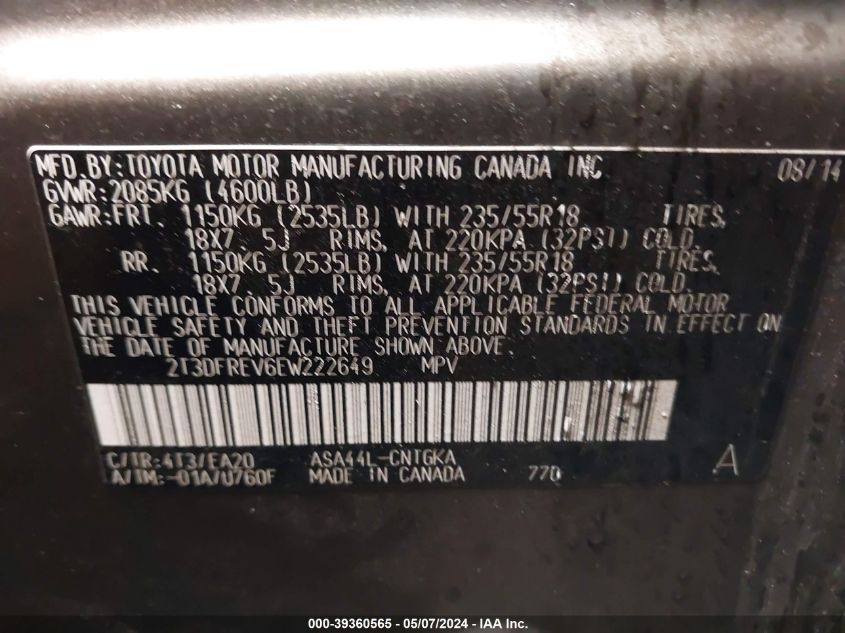 MFD. BY: TOYOTA MOTOR MANUFACTURING CANADA INC. 08/14
GVWR: 2085KG (4600LB)
GAWR: FRT. 1150KG (2535LB) WITH 235/55R18 TIRES,
18X7. 5J RIMS, AT 220KPA (32PSI) COLD.
RR. 1150KG (2535LB) WITH 235/55R18 TIRES,
18X7. 5J RIMS, AT 220KPA (32PSI) COLD.
THIS VEHICLE CONFORMS TO ALL APPLICABLE FEDERAL MOTOR
VEHICLE SAFETY AND THEFT PREVENTION STANDARDS IN EFFECT ON
THE DATE OF MANUFACTURE SHOWN ABOVE.
2T3DFREV6EW222649 MPV
C/TR: 4T3/EA20 ASA44L-CNTGKA A
A/TM: -01A/U760F MADE IN CANADA 770
000-39360565 - 05/07/2024 - IAA Inc.